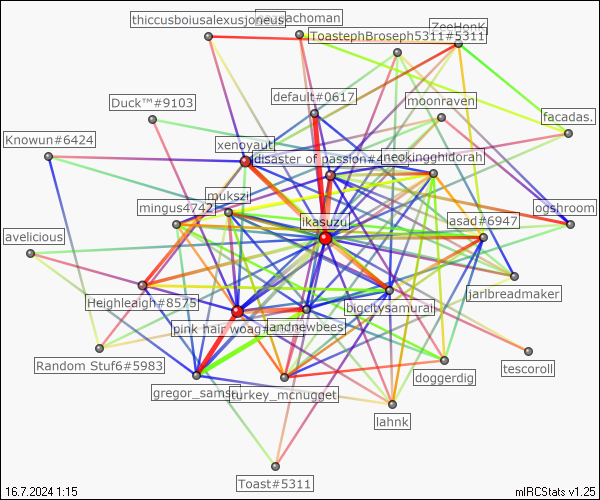 thiccusboiusalexusjoneus
achoman
ZeeHonK
ToastephBroseph5311#5311
default#0617
Duck™#9103
moonraven
facadas.
Knowun#6424
xenoyaut
disaster of passion#4
neokingghidorah
mukszi
mingus4742
ikasuzu
ogshroom
asad#6947
avelicious
Heighleaigh#8575
jarlbreadmaker
bigcitysamurai
pink hair woag
andnewbees
Random Stuf6#5983
tescoroll
doggerdig
gregor_sams
turkey_mcnugget
lahnk
Toast#5311
16.7.2024 1:15
mIRCStats v1.25